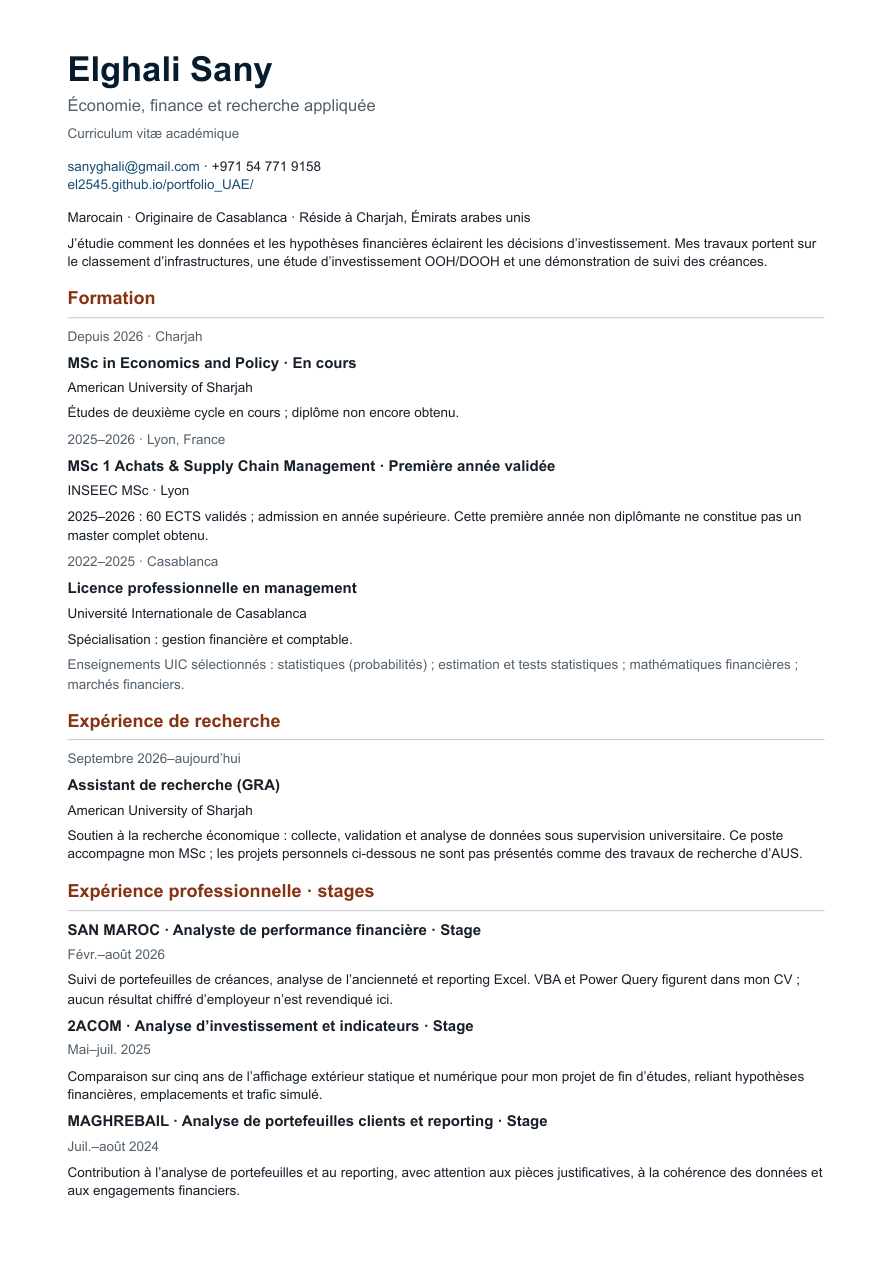 Elghali Sany
Économie, finance et recherche appliquée
Curriculum vitæ académique
sanyghali@gmail.com · +971 54 771 9158
el2545.github.io/portfolio_UAE/
Marocain · Originaire de Casablanca · Réside à Charjah, Émirats arabes unis
J’étudie comment les données et les hypothèses financières éclairent les décisions d’investissement. Mes travaux portent sur
le classement d’infrastructures, une étude d’investissement OOH/DOOH et une démonstration de suivi des créances.
Formation
Depuis 2026 · Charjah
MSc in Economics and Policy · En cours
American University of Sharjah
Études de deuxième cycle en cours ; diplôme non encore obtenu.
2025–2026 · Lyon, France
MSc 1 Achats & Supply Chain Management · Première année validée
INSEEC MSc · Lyon
2025–2026 : 60 ECTS validés ; admission en année supérieure. Cette première année non diplômante ne constitue pas un
master complet obtenu.
2022–2025 · Casablanca
Licence professionnelle en management
Université Internationale de Casablanca
Spécialisation : gestion financière et comptable.
Enseignements UIC sélectionnés : statistiques (probabilités) ; estimation et tests statistiques ; mathématiques financières ;
marchés financiers.
Expérience de recherche
Septembre 2026–aujourd’hui
Assistant de recherche (GRA)
American University of Sharjah
Soutien à la recherche économique : collecte, validation et analyse de données sous supervision universitaire. Ce poste
accompagne mon MSc ; les projets personnels ci-dessous ne sont pas présentés comme des travaux de recherche d’AUS.
Expérience professionnelle · stages
SAN MAROC · Analyste de performance financière · Stage
Févr.–août 2026
Suivi de portefeuilles de créances, analyse de l’ancienneté et reporting Excel. VBA et Power Query figurent dans mon CV ;
aucun résultat chiffré d’employeur n’est revendiqué ici.
2ACOM · Analyse d’investissement et indicateurs · Stage
Mai–juil. 2025
Comparaison sur cinq ans de l’affichage extérieur statique et numérique pour mon projet de fin d’études, reliant hypothèses
financières, emplacements et trafic simulé.
MAGHREBAIL · Analyse de portefeuilles clients et reporting · Stage
Juil.–août 2024
Contribution à l’analyse de portefeuilles et au reporting, avec attention aux pièces justificatives, à la cohérence des données et
aux engagements financiers.